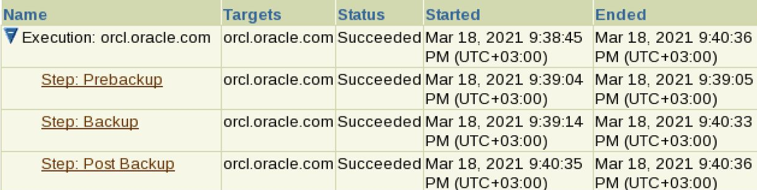 Name Targets Status Started Ended
Execution: orcl.oracle.com orcl.oracle.com Succeeded Mar 18, 2021 9:38:45 Mar 18, 2021 9:40:36
PM (UTC+03:00) PM (UTC+03:00)
Step: Prebackup orcl.oracle.com Succeeded Mar 18, 2021 9:39:04 Mar 18, 2021 9:39:05
PM (UTC+03:00) PM (UTC+03:00)
Step: Backup orcl.oracle.com Succeeded Mar 18, 2021 9:39:14 Mar 18, 2021 9:40:33
PM (UTC+03:00) PM (UTC+03:00)
Step: Post Backup orcl.oracle.com Succeeded Mar 18, 2021 9:40:35 Mar 18, 2021 9:40:36
PM (UTC+03:00) PM (UTC+03:00)